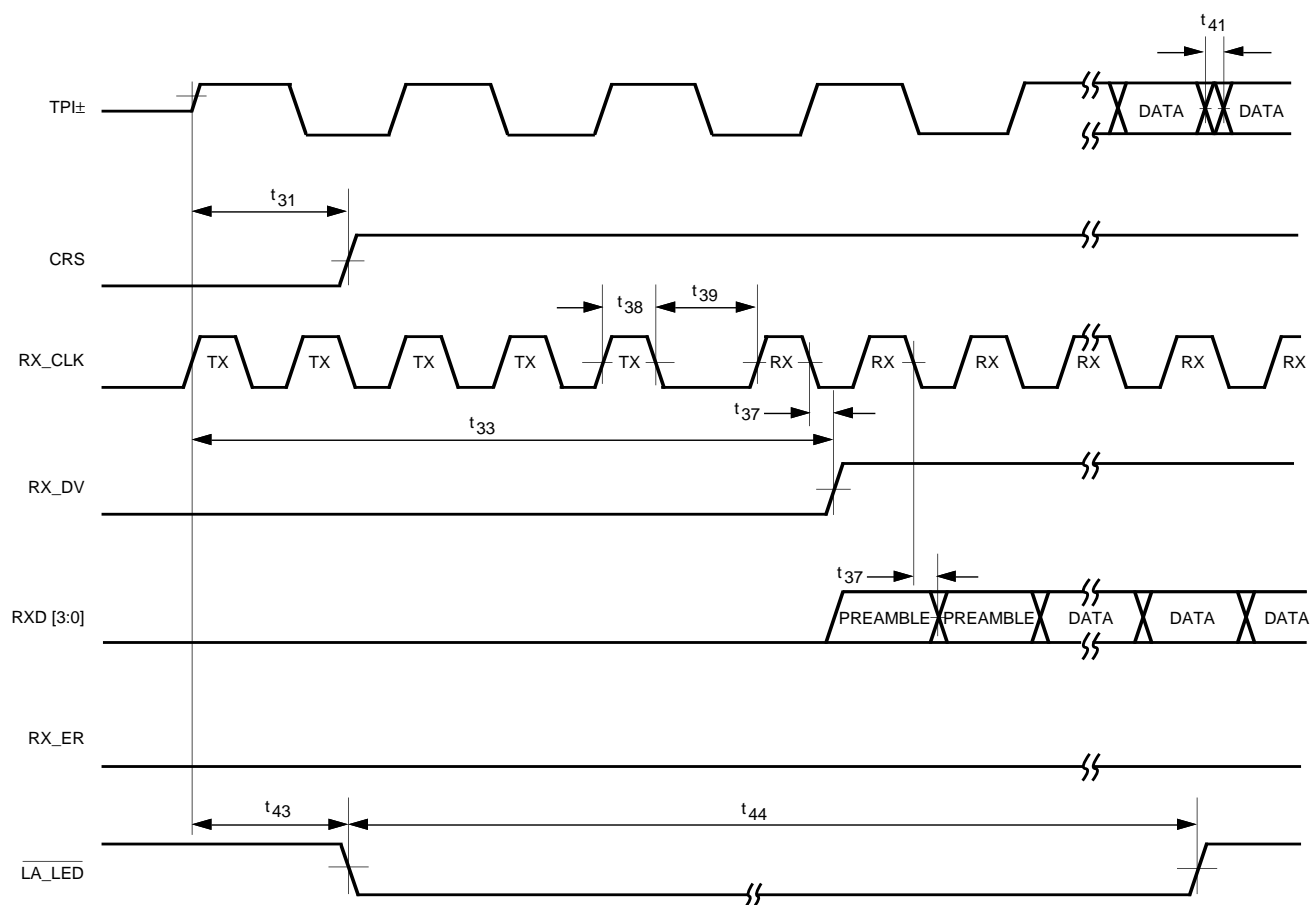 t41
TPI± DATA DATA
t31
CRS
t38 t39
RX_CLK TX TX TX TX TX RX RX RX RX RX RX
t37
t33
RX_DV
t37
RXD [3:0] PREAMBLE PREAMBLE DATA DATA DATA
RX_ER
t43 t44
LA_LED